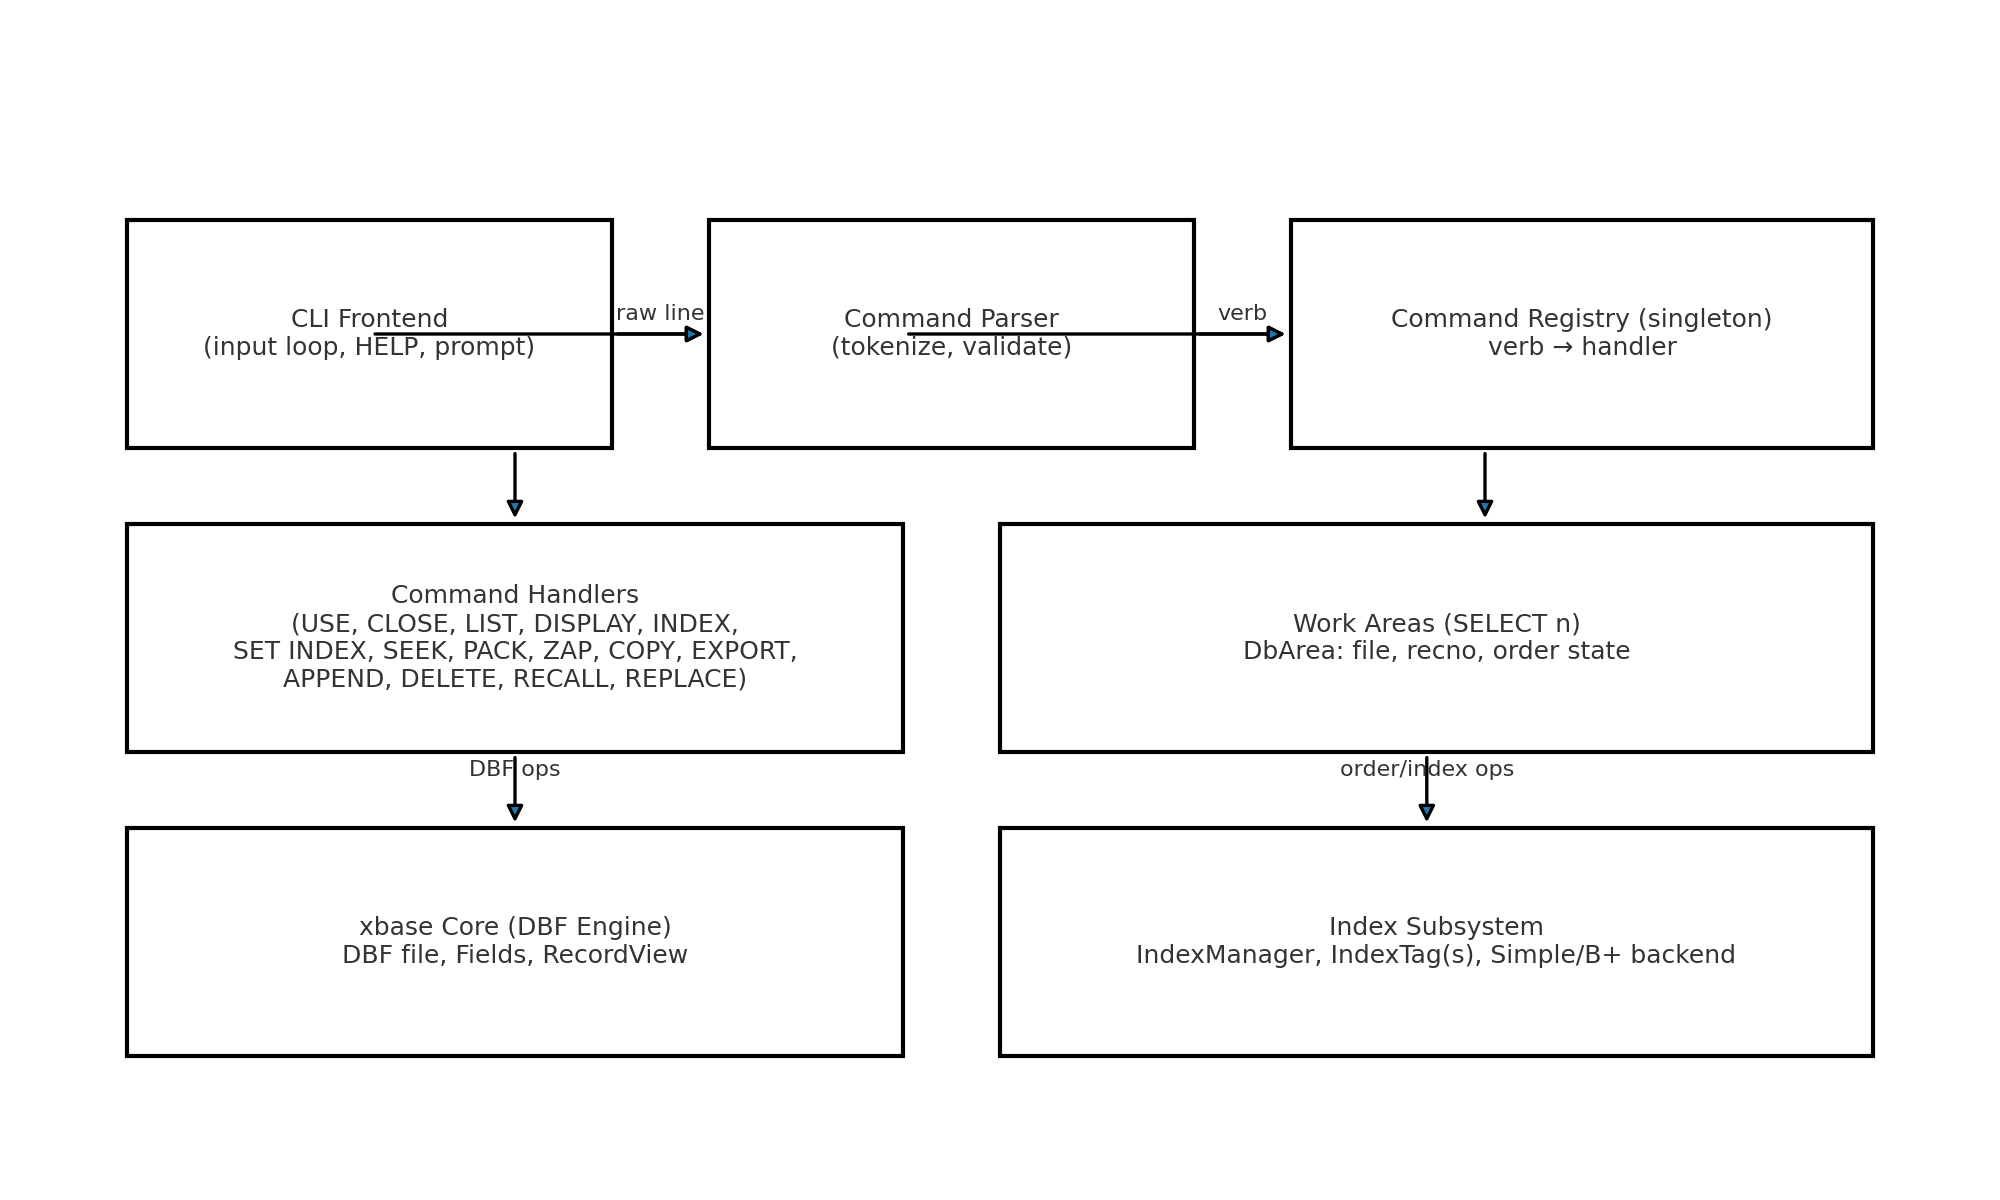 CLI Frontend
(input loop, HELP, prompt)
raw line
Command Parser
(tokenize, validate)
verb
Command Registry (singleton)
verb → handler
Command Handlers
(USE, CLOSE, LIST, DISPLAY, INDEX,
SET INDEX, SEEK, PACK, ZAP, COPY, EXPORT,
APPEND, DELETE, RECALL, REPLACE)
Work Areas (SELECT n)
DbArea: file, recno, order state
DBF ops
order/index ops
xbase Core (DBF Engine)
DBF file, Fields, RecordView
Index Subsystem
IndexManager, IndexTag(s), Simple/B+ backend